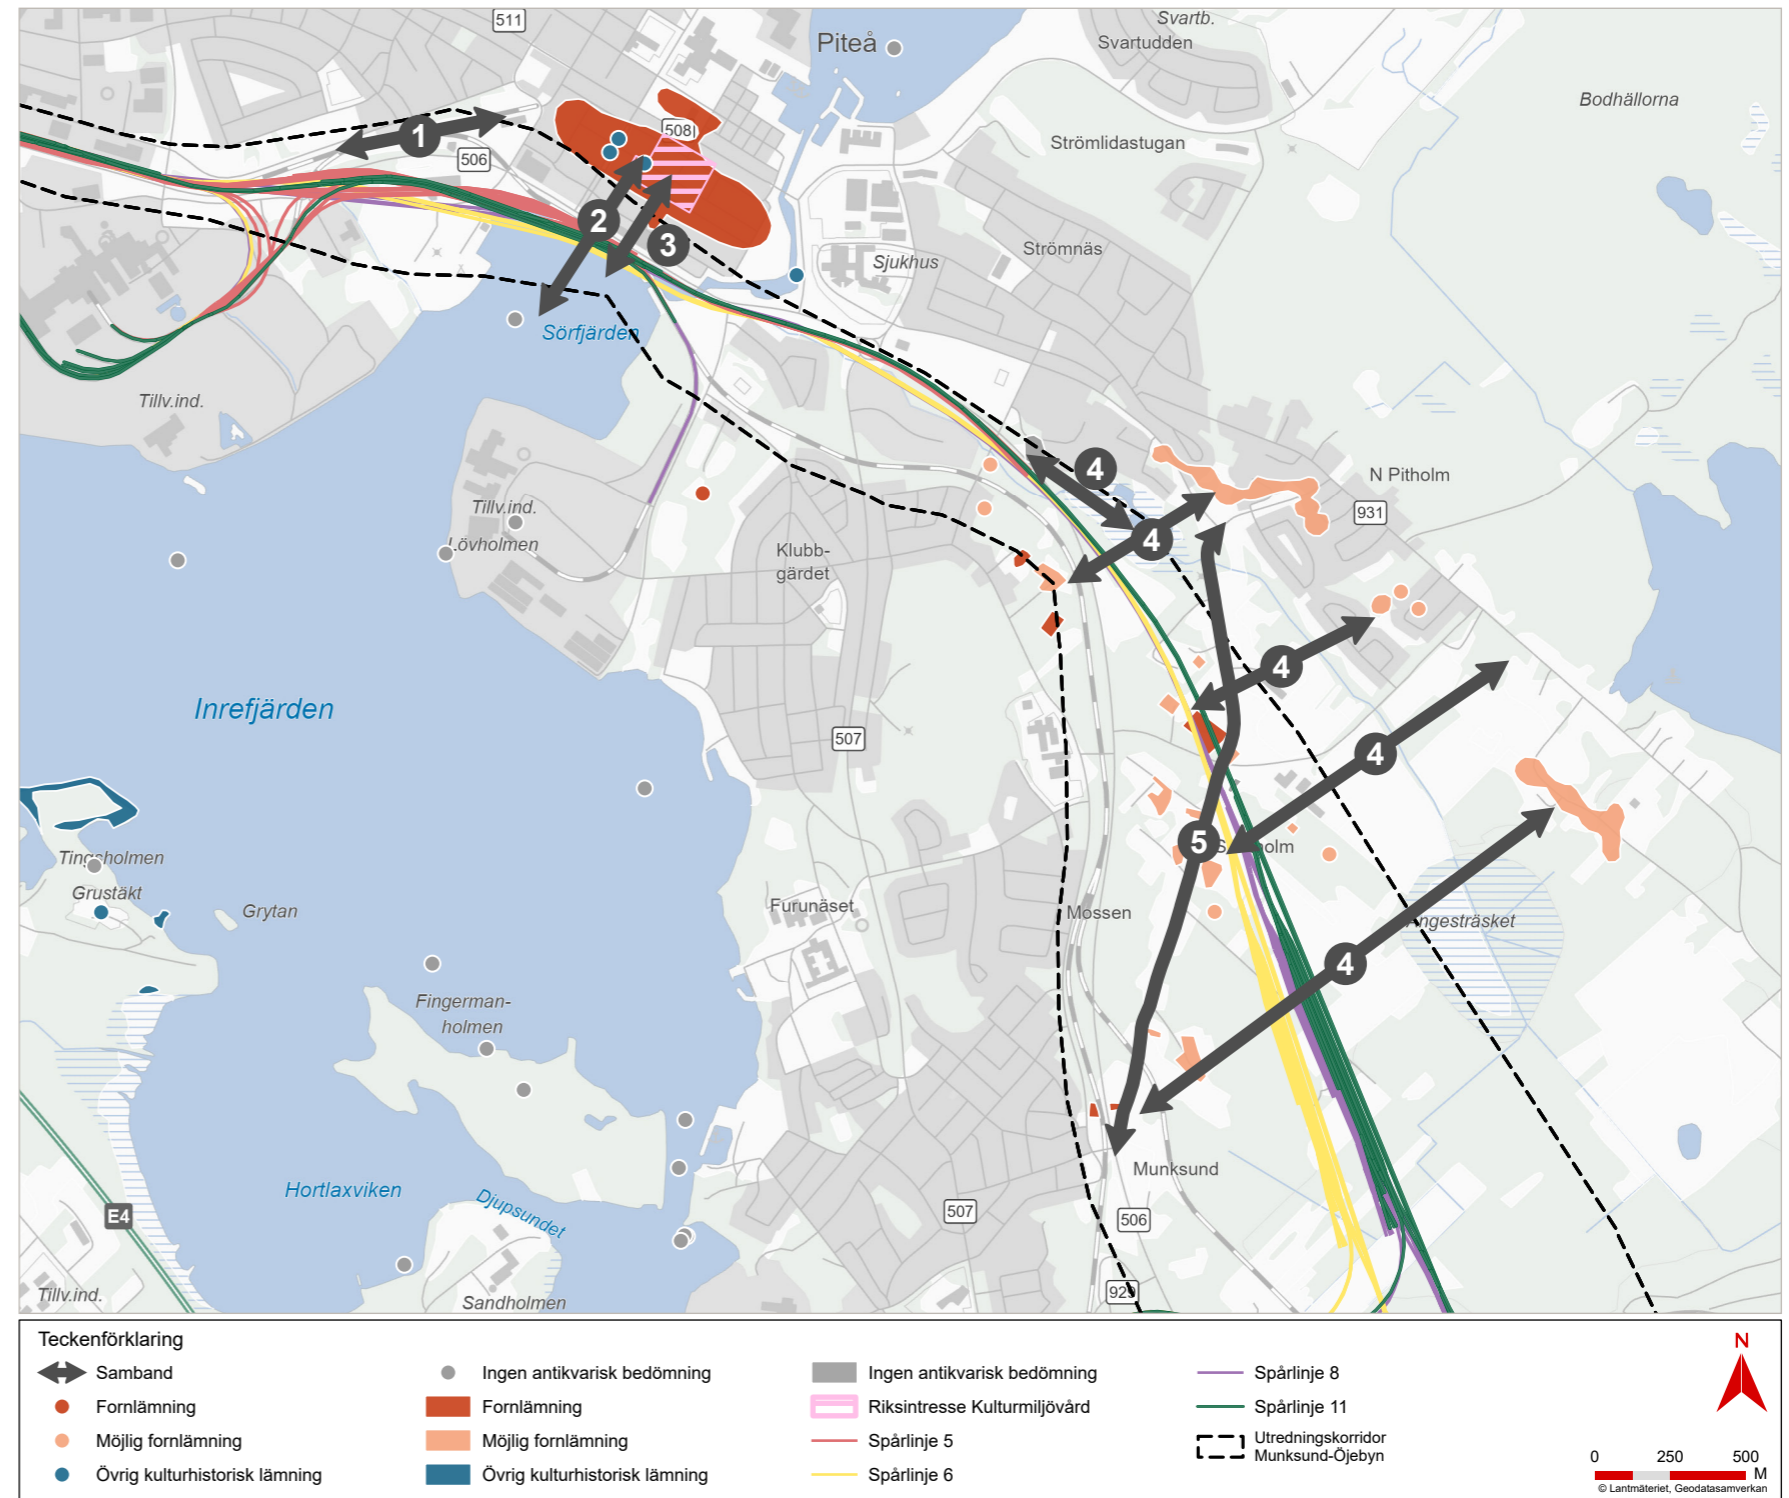 511
Svartb.
Svartudden
Piteå
Bodhällorna
1
506
508
Strömlidastugan
2
3
Strömnäs
Sjukhus
Sörfjärden
Tillv.ind.
4
N Pitholm
931
Tillv.ind.
Lövholmen
Klubb-
gärdet
4
4
Inrefjärden
507
4
5
Tingsholmen
Grustäkt
Grytan
Furunäset
Mossen
Ängesträsket
4
Fingerman-
holmen
Munksund
Hortlaxviken
Djupsundet
E4
507
506
929
Tillv.ind.
Sandholmen
Teckenförklaring
Samband
Fornlämning
Möjlig fornlämning
Övrig kulturhistorisk lämning
Ingen antikvarisk bedömning
Fornlämning
Möjlig fornlämning
Övrig kulturhistorisk lämning
Ingen antikvarisk bedömning
Riksintresse Kulturmiljövård
Spårlinje 5
Spårlinje 6
Spårlinje 8
Spårlinje 11
Utredningskorridor
Munksund-Öjebyn
N
0 250 500
M
© Lantmäteriet, Geodatasamverkan